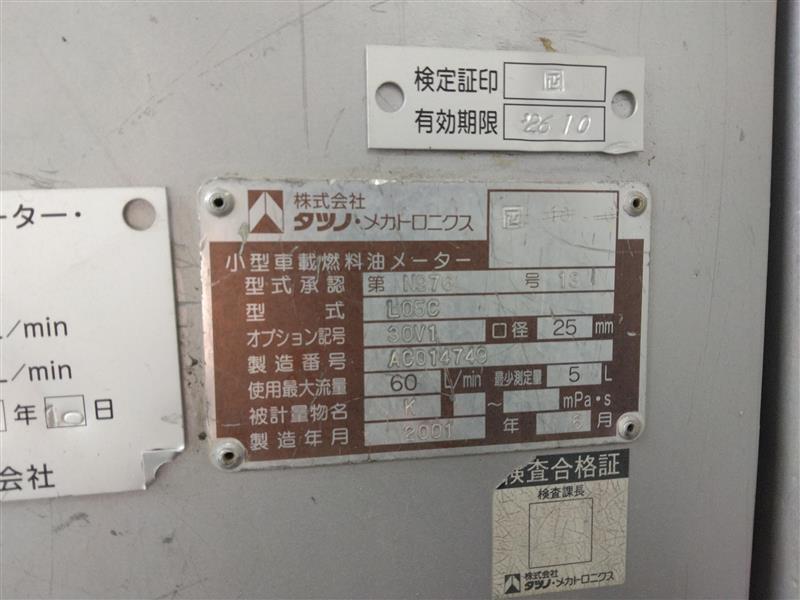 検定証印
有効期限 26 10
株式会社
タツノ・メカトロニクス
小型車載燃料油メーター
型式承認 第 N276 号 13
型式 L05C
オプション記号 30V1 口径 25 mm
製造番号 AC014749
使用最大流量 60 L/min 最少測定量 5 L
被計量物名 K ～ mPa・s
製造年月 2001 年 6 月
ーター・
L/min
L/min
年 10 日
会社
検査合格証
検査課長
株式会社
タツノ・メカトロニクス